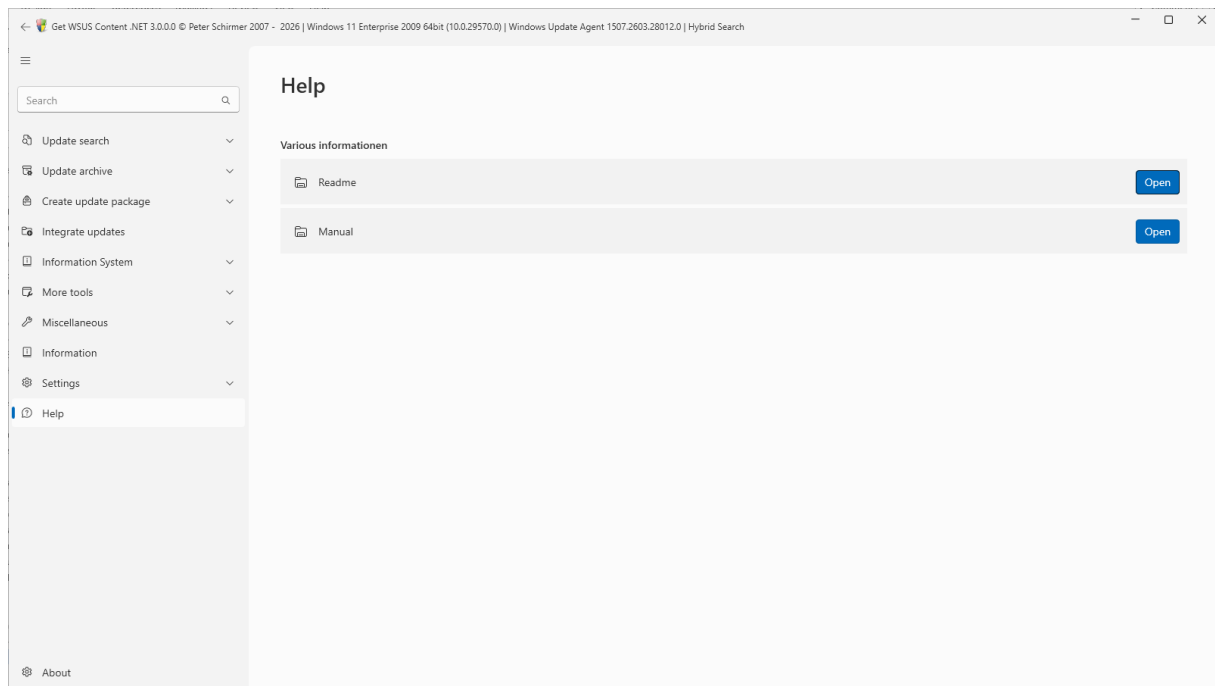 Get WSUS Content .NET 3.0.0.0 © Peter Schirmer 2007 - 2026 | Windows 11 Enterprise 2009 64bit (10.0.29570.0) | Windows Update Agent 1507.2603.28012.0 | Hybrid Search
Search
Update search
Update archive
Create update package
Integrate updates
Information System
More tools
Miscellaneous
Information
Settings
Help
About
Help
Various informationen
Readme Open
Manual Open